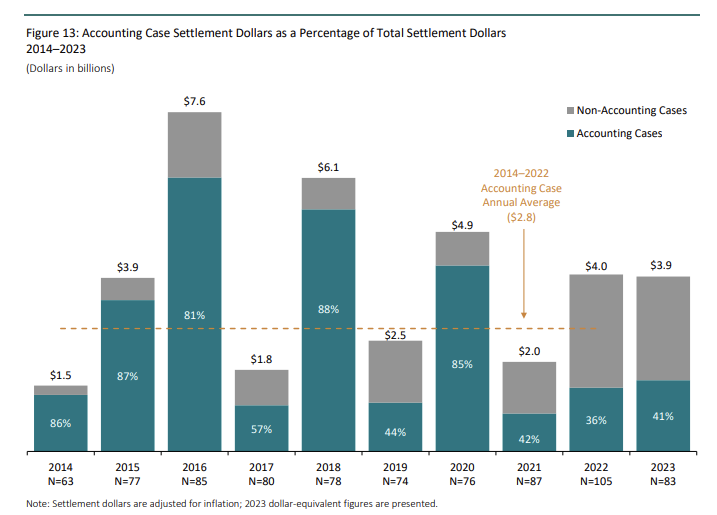 Figure 13: Accounting Case Settlement Dollars as a Percentage of Total Settlement Dollars
2014–2023
(Dollars in billions)
$7.6
Non-Accounting Cases
Accounting Cases
$6.1
2014–2022
Accounting Case
Annual Average
($2.8)
$4.9
$3.9
$4.0
$3.9
81%
88%
$2.5
$2.0
$1.8
$1.5
87%
85%
86%
57%
44%
42%
36%
41%
2014 2015 2016 2017 2018 2019 2020 2021 2022 2023
N=63 N=77 N=85 N=80 N=78 N=74 N=76 N=87 N=105 N=83
Note: Settlement dollars are adjusted for inflation; 2023 dollar-equivalent figures are presented.